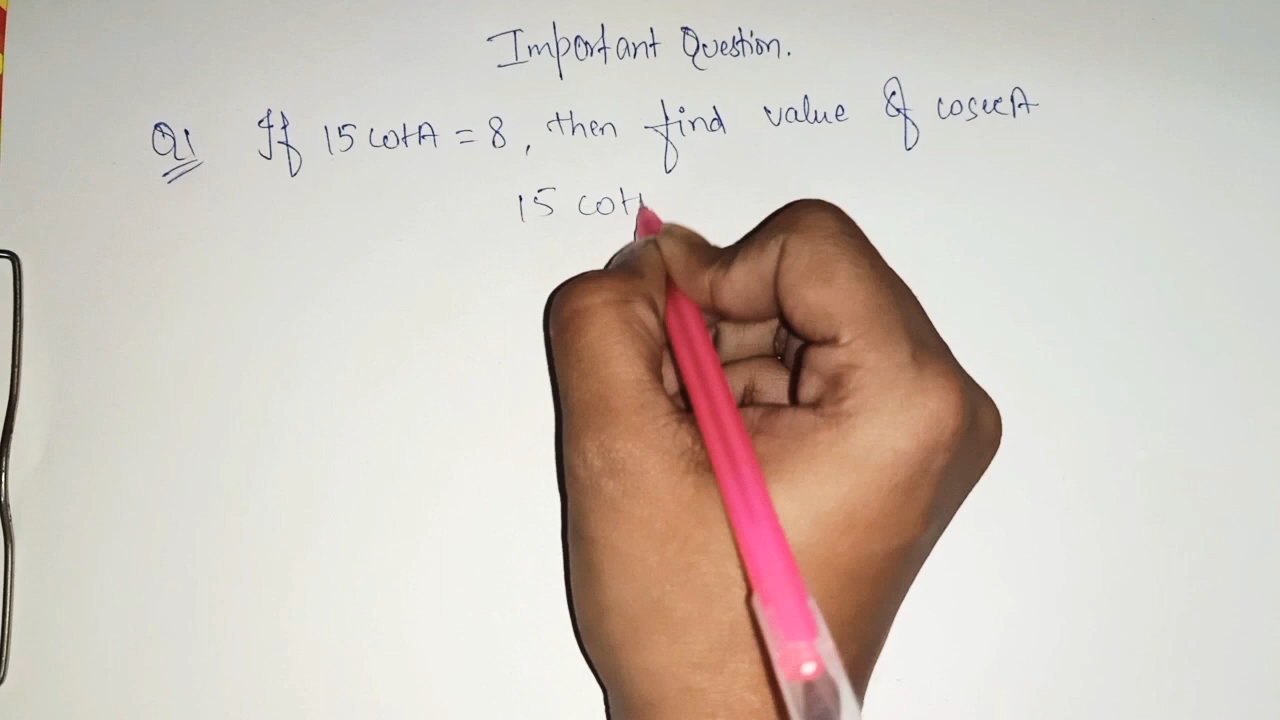 Important Question.
Q1 If 15 cotA = 8, then find value of cosecA
15 cot